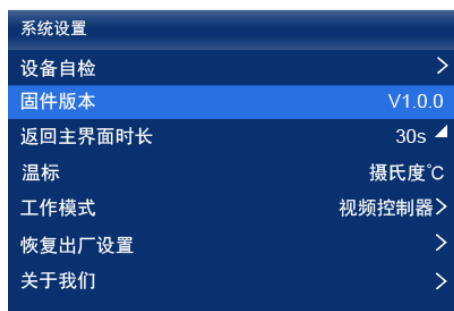 系统设置
设备自检 >
固件版本 V1.0.0
返回主界面时长 30s
温标 摄氏度℃
工作模式 视频控制器>
恢复出厂设置 >
关于我们 >